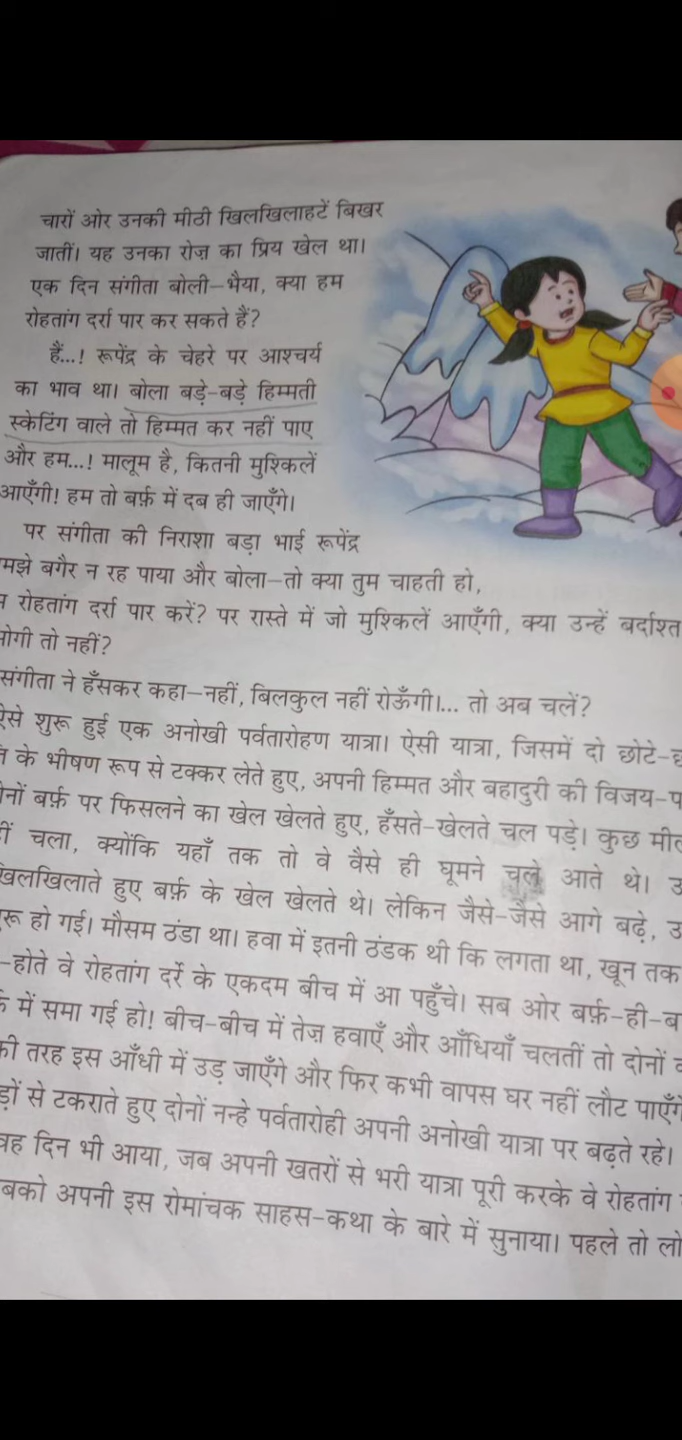 चारों ओर उनकी मीठी खिलखिलाहटें बिखर
जातीं। यह उनका रोज़ का प्रिय खेल था।
एक दिन संगीता बोली–भैया, क्या हम
रोहतांग दर्रा पार कर सकते हैं?
हैं...! रूपेंद्र के चेहरे पर आश्चर्य
का भाव था। बोला बड़े-बड़े हिम्मती
स्केटिंग वाले तो हिम्मत कर नहीं पाए
और हम...! मालूम है, कितनी मुश्किलें
आएँगी! हम तो बर्फ़ में दब ही जाएँगे।
पर संगीता की निराशा बड़ा भाई रूपेंद्र
बगैर न रह पाया और बोला–तो क्या तुम चाहती हो,
रोहतांग दर्रा पार करें? पर रास्ते में जो मुश्किलें आएँगी, क्या उन्हें बर्दाश्त
तो नहीं?
संगीता ने हँसकर कहा–नहीं, बिलकुल नहीं रोऊँगी।... तो अब चलें?
शुरू हुई एक अनोखी पर्वतारोहण यात्रा। ऐसी यात्रा, जिसमें दो छोटे-
के भीषण रूप से टक्कर लेते हुए, अपनी हिम्मत और बहादुरी की विजय-
बर्फ़ पर फिसलने का खेल खेलते हुए, हँसते-खेलते चल पड़े। कुछ
चला, क्योंकि यहाँ तक तो वे वैसे ही घूमने चले आते थे।
खिलखिलाते हुए बर्फ़ के खेल खेलते थे। लेकिन जैसे-जैसे आगे बढ़े,
हो गई। मौसम ठंडा था। हवा में इतनी ठंडक थी कि लगता था, खून तक
-होते वे रोहतांग दर्रे के एकदम बीच में आ पहुँचे। सब ओर बर्फ़-ही-
में समा गई हो! बीच-बीच में तेज़ हवाएँ और आँधियाँ चलतीं तो दोनों
की तरह इस आँधी में उड़ जाएँगे और फिर कभी वापस घर नहीं लौट पाएँगे
से टकराते हुए दोनों नन्हे पर्वतारोही अपनी अनोखी यात्रा पर बढ़ते रहे।
वह दिन भी आया, जब अपनी खतरों से भरी यात्रा पूरी करके वे रोहतांग
अपनी इस रोमांचक साहस-कथा के बारे में सुनाया। पहले तो